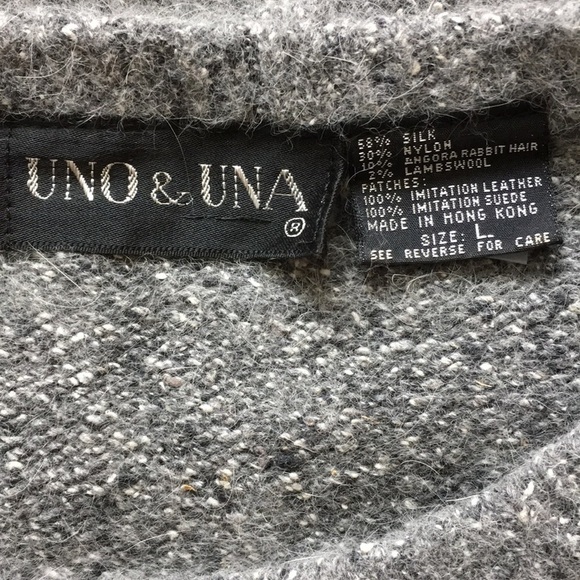 UNO & UNA
®
58% SILK
30% NYLON
10% ANGORA RABBIT HAIR
2% LAMBSWOOL
PATCHES:
100% IMITATION LEATHER
100% IMITATION SUEDE
MADE IN HONG KONG
SIZE: L
SEE REVERSE FOR CARE